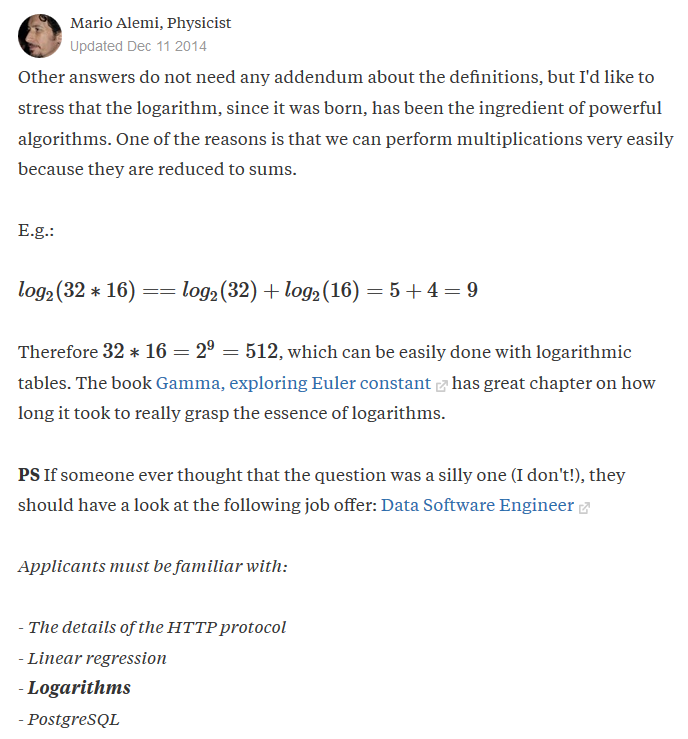 Mario Alemi, Physicist
Updated Dec 11 2014
Other answers do not need any addendum about the definitions, but I'd like to
stress that the logarithm, since it was born, has been the ingredient of powerful
algorithms. One of the reasons is that we can perform multiplications very easily
because they are reduced to sums.
E.g.:
log₂(32 ∗ 16) == log₂(32) + log₂(16) = 5 + 4 = 9
Therefore 32 ∗ 16 = 2⁹ = 512, which can be easily done with logarithmic
tables. The book Gamma, exploring Euler constant has great chapter on how
long it took to really grasp the essence of logarithms.
PS If someone ever thought that the question was a silly one (I don't!), they
should have a look at the following job offer: Data Software Engineer
Applicants must be familiar with:
- The details of the HTTP protocol
- Linear regression
- Logarithms
- PostgreSQL